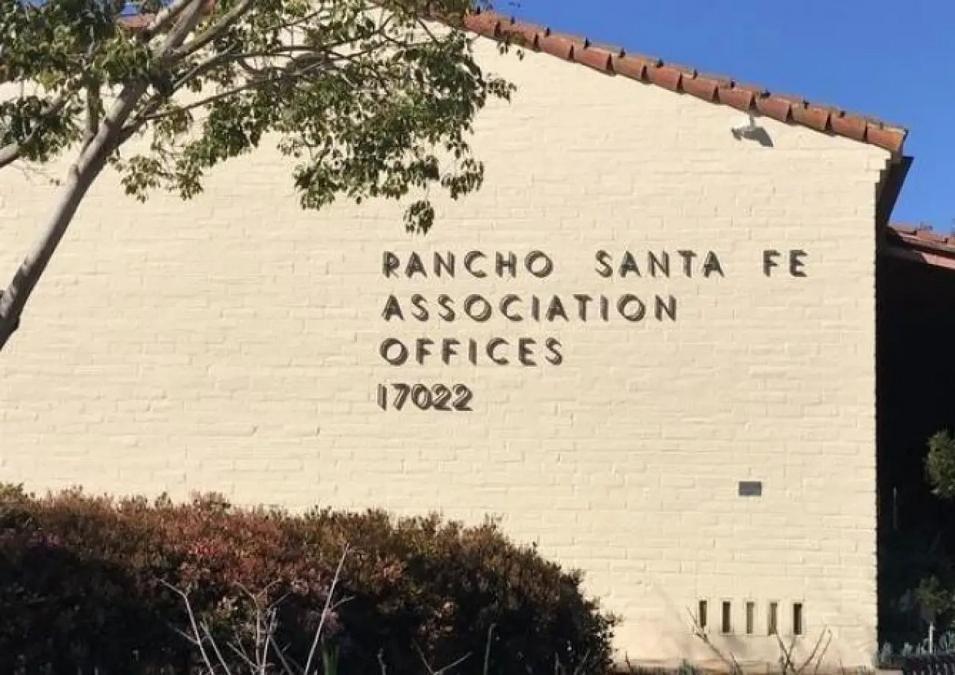 RANCHO SANTA FE
ASSOCIATION
OFFICES
17022